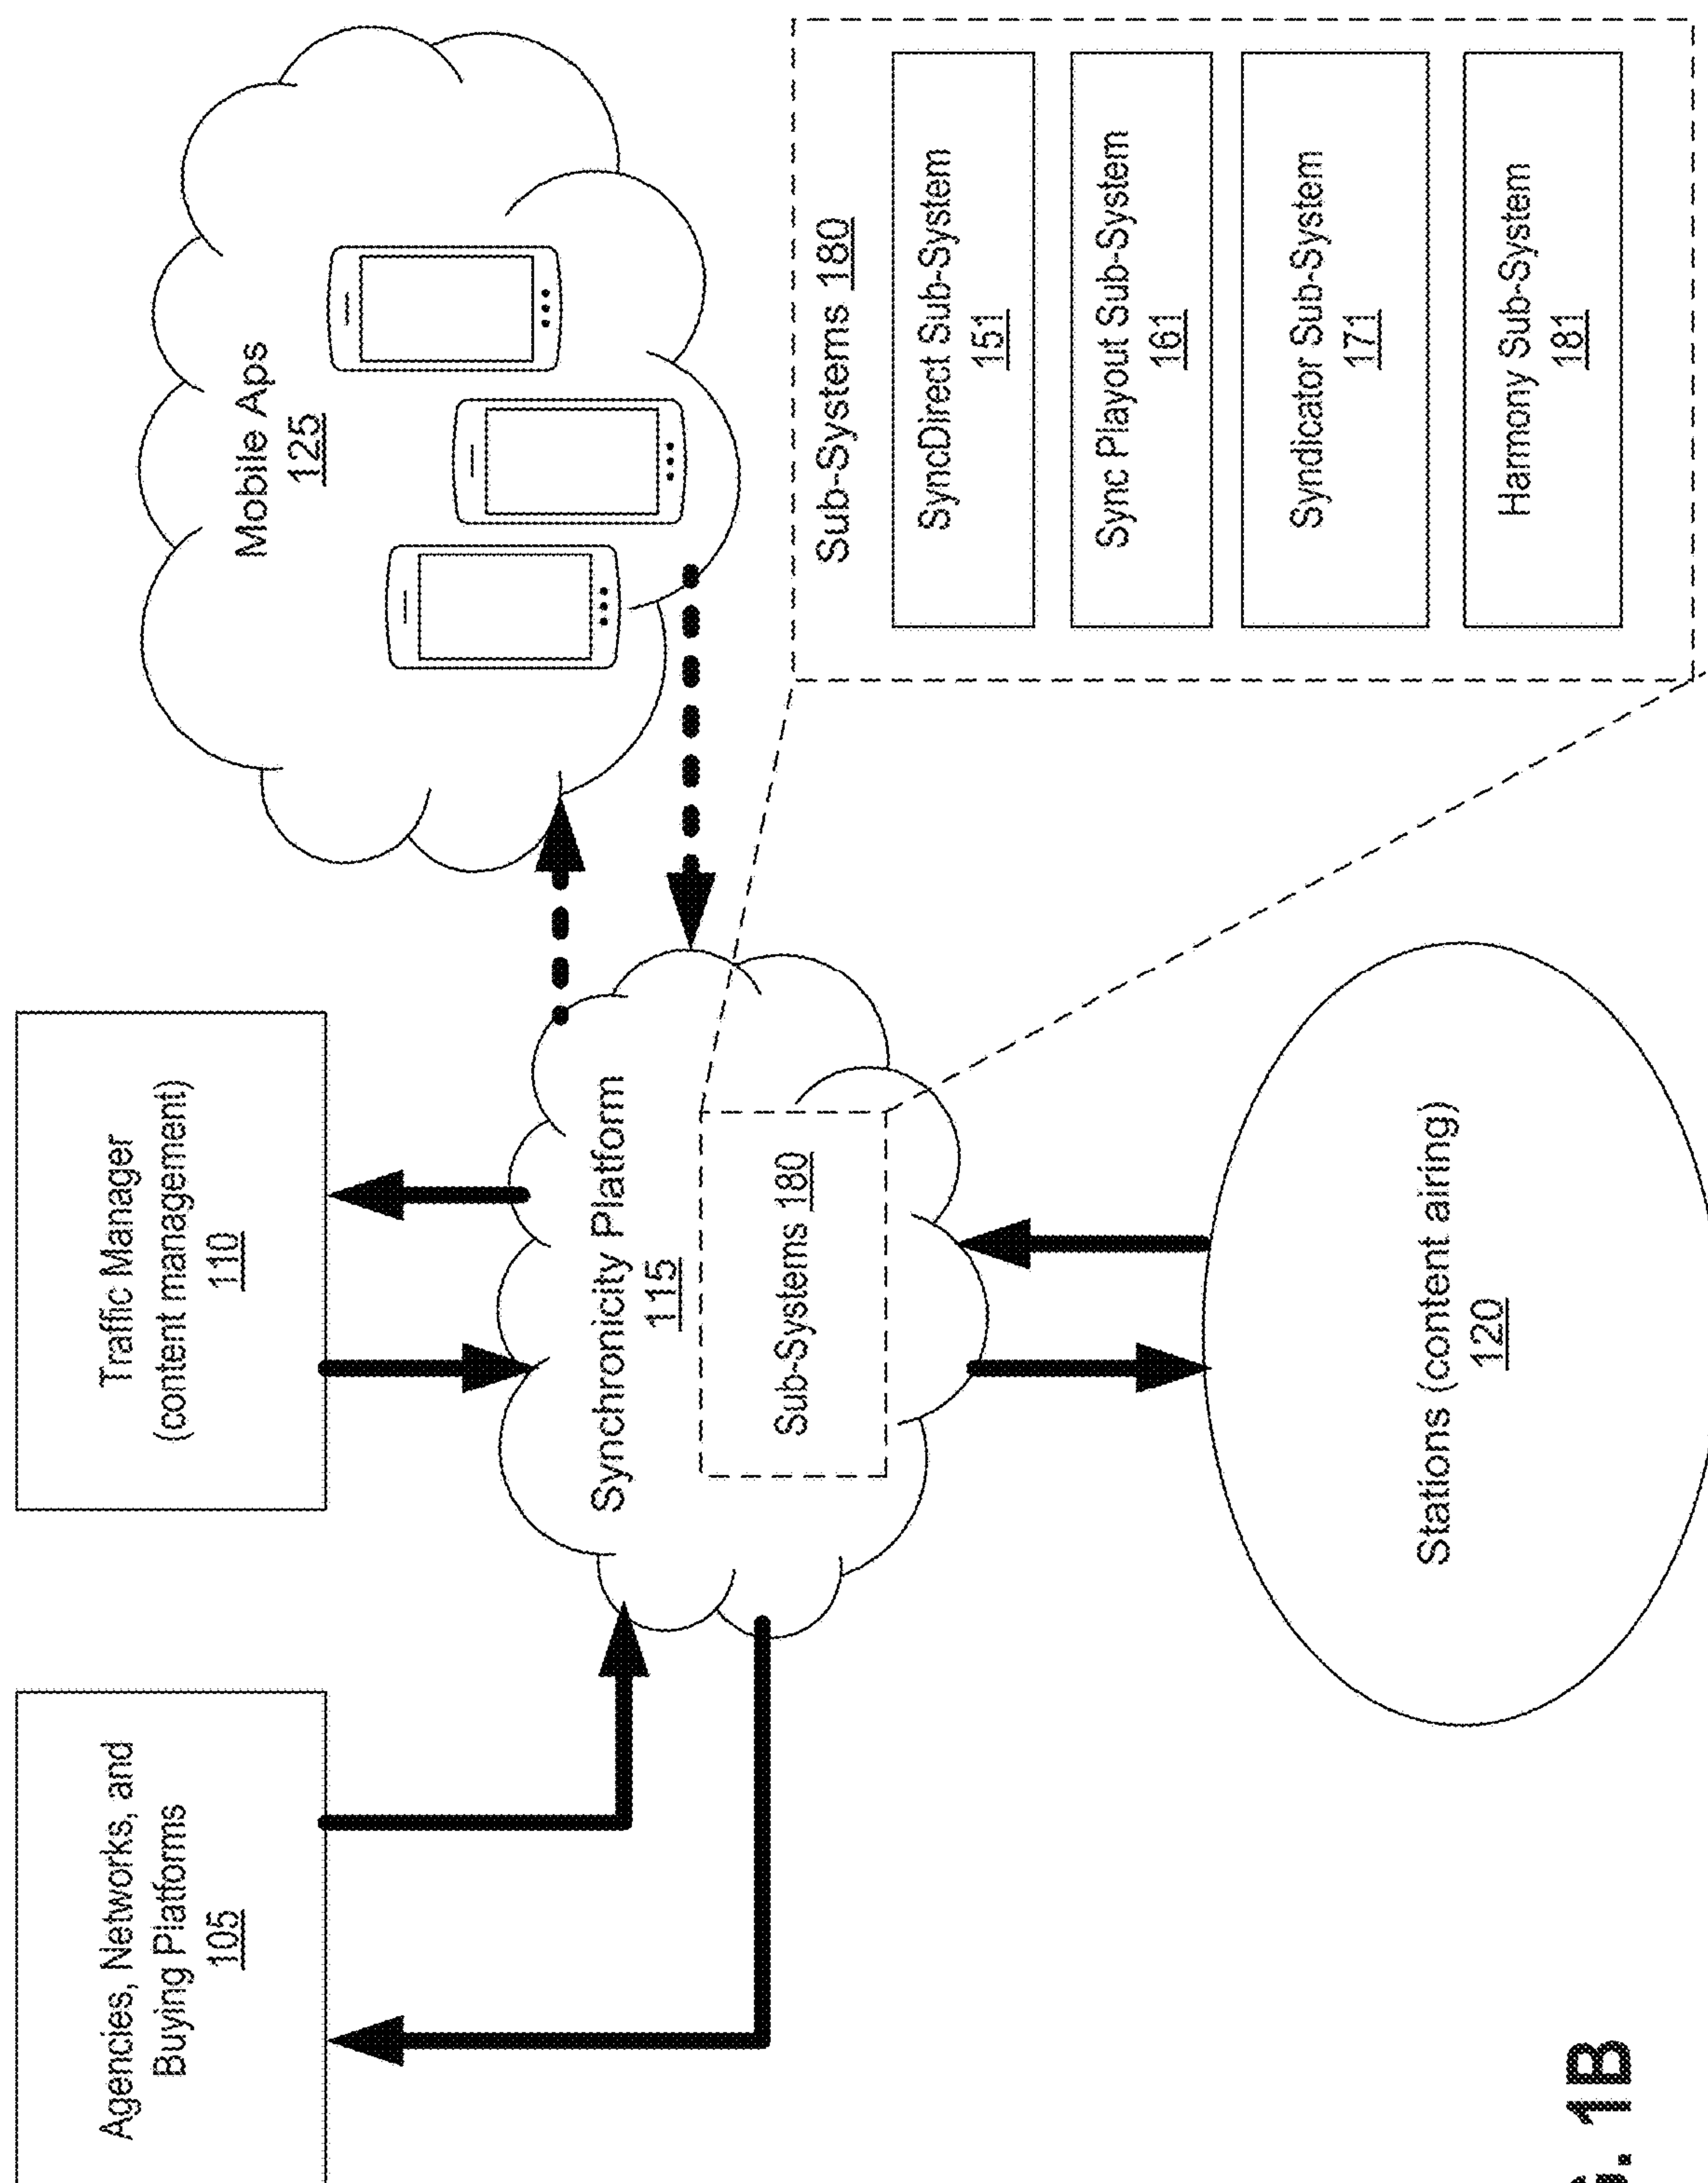 Agencies, Networks, and
Buying Platforms
105
Traffic Manager
(content management)
110
Mobile Aps
125
Synchronicity Platform
115
Sub-Systems 180
Sub-Systems 180
SyncDirect Sub-System
151
Sync Playout Sub-System
161
Syndicator Sub-System
171
Harmony Sub-System
181
Stations (content airing)
120
1B